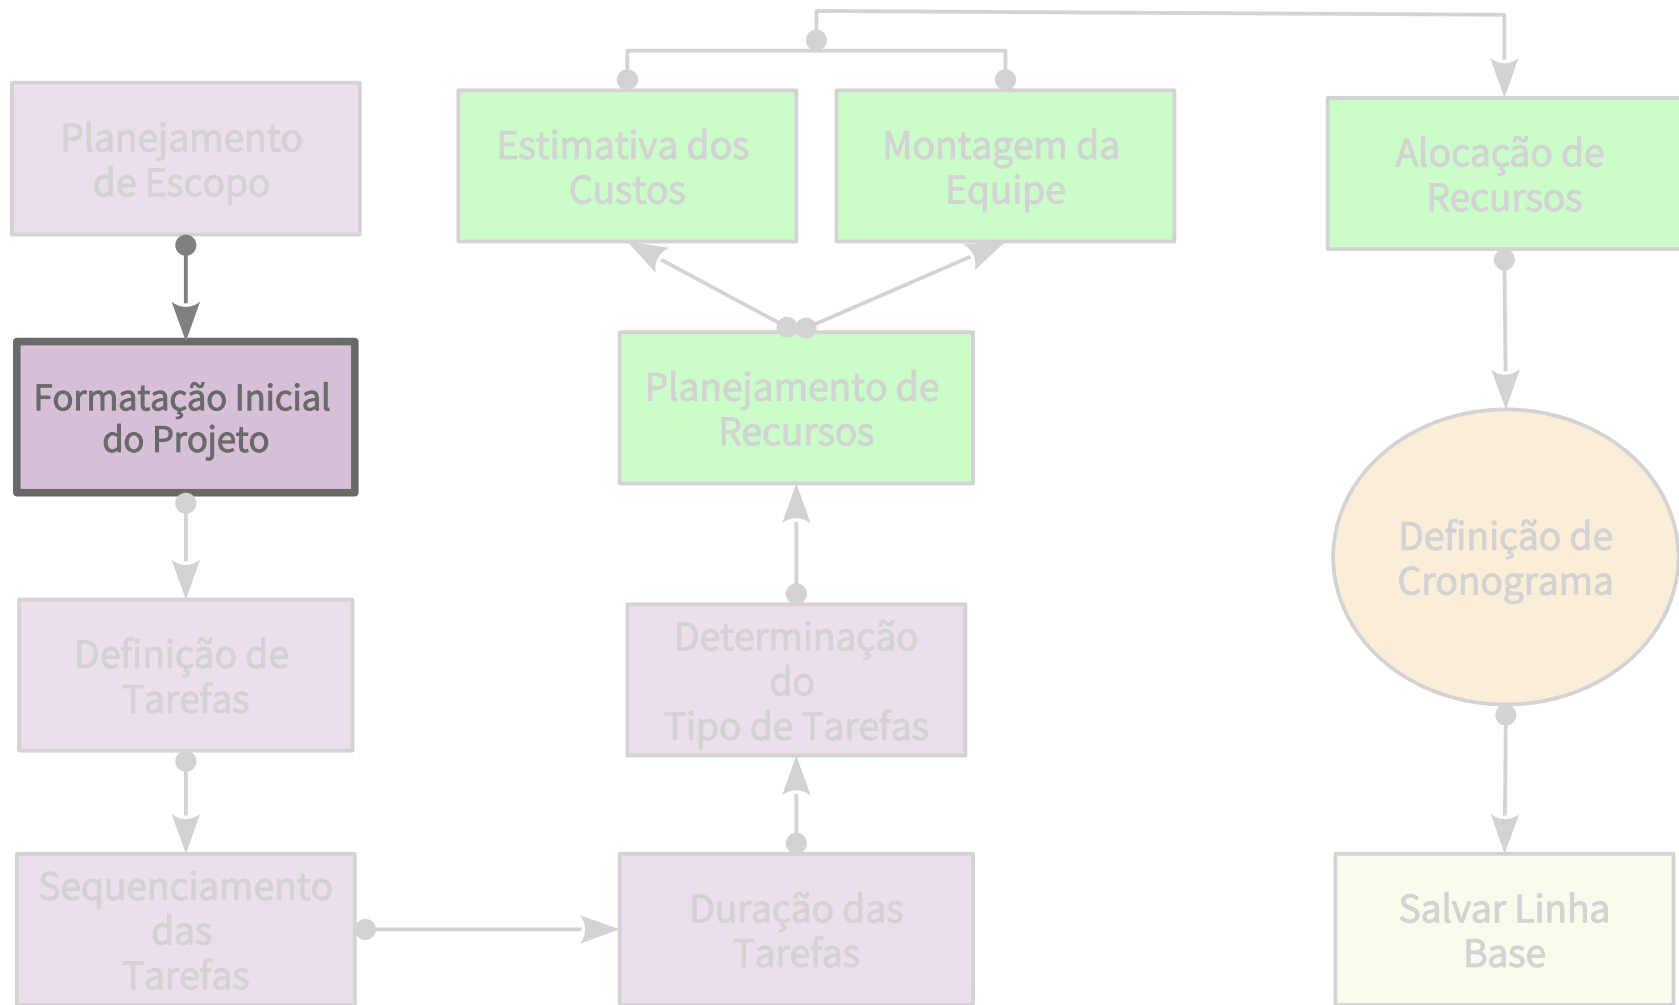 Planejamento
de Escopo
Formatação Inicial
do Projeto
Definição de
Tarefas
Sequenciamento
das
Tarefas
Duração das
Tarefas
Determinação
do
Tipo de Tarefas
Planejamento de
Recursos
Estimativa dos
Custos
Montagem da
Equipe
Alocação de
Recursos
Definição de
Cronograma
Salvar Linha
Base